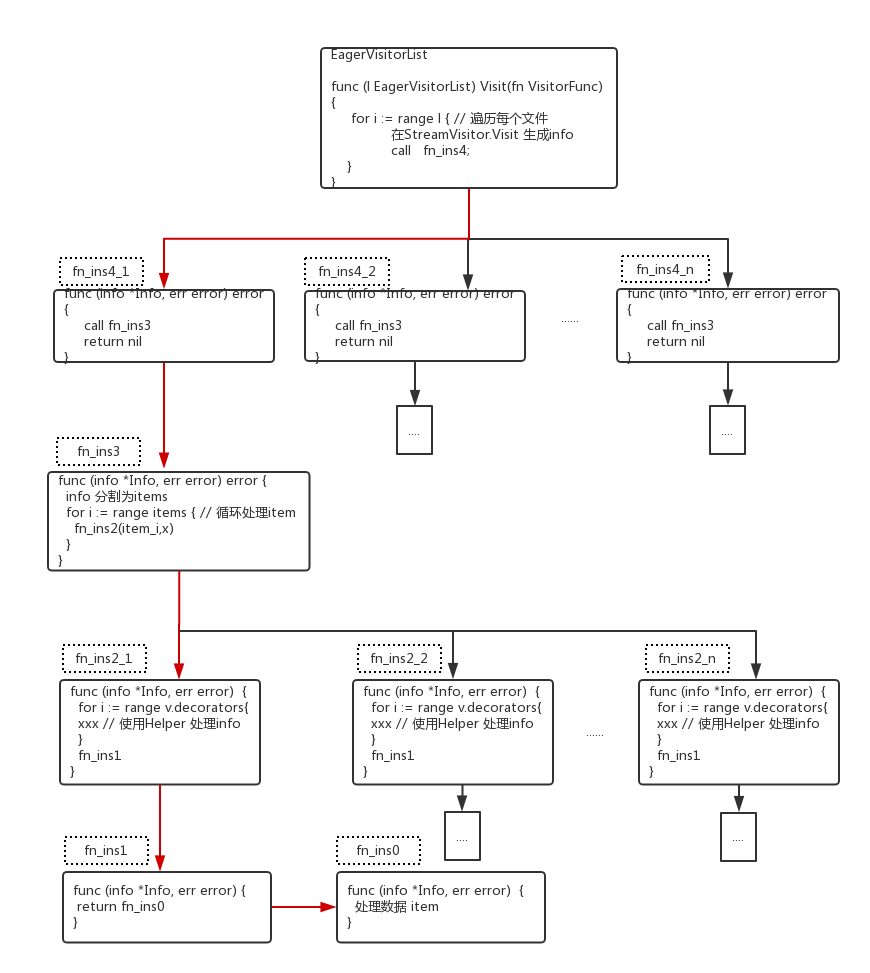 EagerVisitorList
func (l EagerVisitorList) Visit(fn VisitorFunc)
{
for i := range l { // 遍历每个文件
在StreamVisitor.Visit 生成info
call fn_ins4;
}
}
fn_ins4_1
func (info *Info, err error) error
{
call fn_ins3
return nil
}
fn_ins4_2
func (info *Info, err error) error
{
call fn_ins3
return nil
}
......
fn_ins4_n
func (info *Info, err error) error
{
call fn_ins3
return nil
}
....
....
fn_ins3
func (info *Info, err error) error {
info 分割为items
for i := range items { // 循环处理item
fn_ins2(item_i,x)
}
}
fn_ins2_1
func (info *Info, err error) {
for i := range v.decorators{
xxx // 使用Helper 处理info
}
fn_ins1
}
fn_ins2_2
func (info *Info, err error) {
for i := range v.decorators{
xxx // 使用Helper 处理info
}
fn_ins1
}
......
fn_ins2_n
func (info *Info, err error) {
for i := range v.decorators{
xxx // 使用Helper 处理info
}
fn_ins1
}
....
....
fn_ins1
func (info *Info, err error) {
return fn_ins0
}
fn_ins0
func (info *Info, err error) {
处理数据 item
}